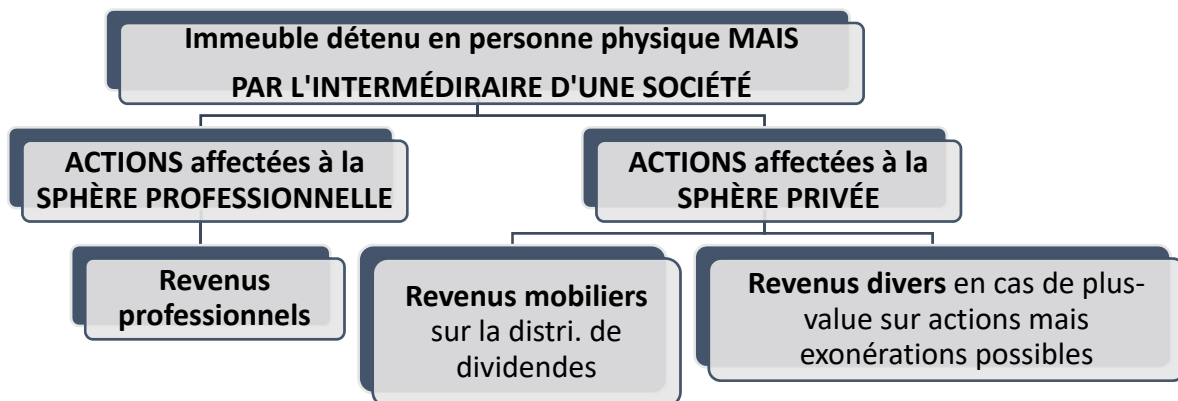 Immeuble détenu en personne physique MAIS
PAR L'INTERMÉDIRAIRE D'UNE SOCIÉTÉ
ACTIONS affectées à la
SPHÈRE PROFESSIONNELLE
ACTIONS affectées à la
SPHÈRE PRIVÉE
Revenus
professionnels
Revenus mobiliers
sur la distri. de
dividendes
Revenus divers en cas de plus-
value sur actions mais
exonérations possibles